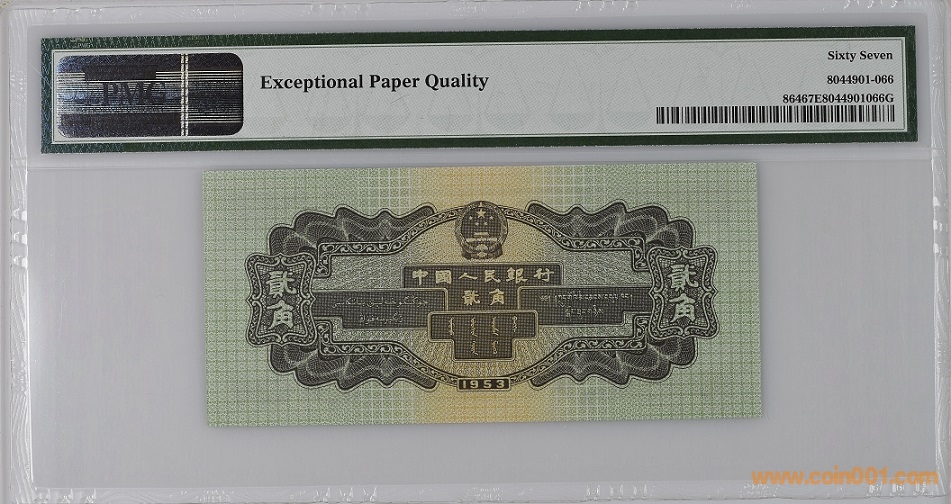 PMG
Exceptional Paper Quality
Sixty Seven
8044901-066
86467E8044901066G
中國人民銀行
貳角
貳角
貳角
1953
www.coin001.com